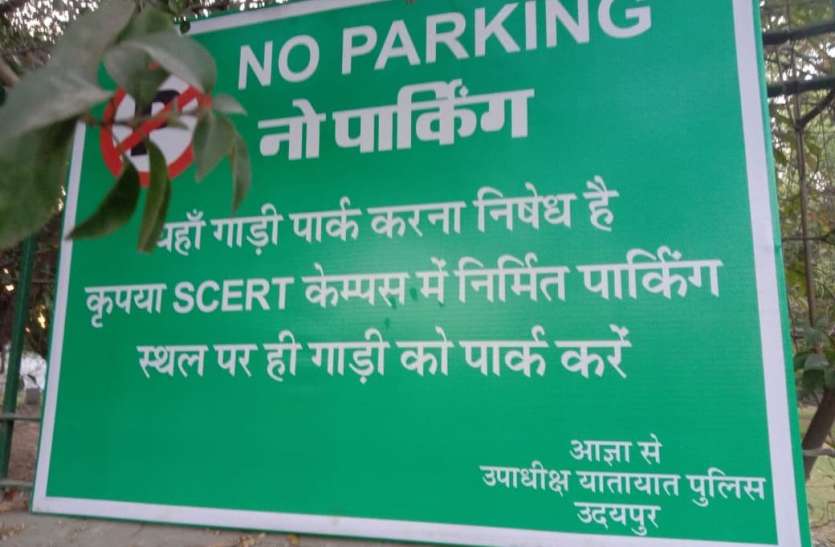 NO PARKING
नो पार्किंग
यहाँ गाड़ी पार्क करना निषेध है
कृपया SCERT केम्पस में निर्मित पार्किंग
स्थल पर ही गाड़ी को पार्क करें
आज्ञा से
उपाधीक्ष यातायात पुलिस
उदयपुर